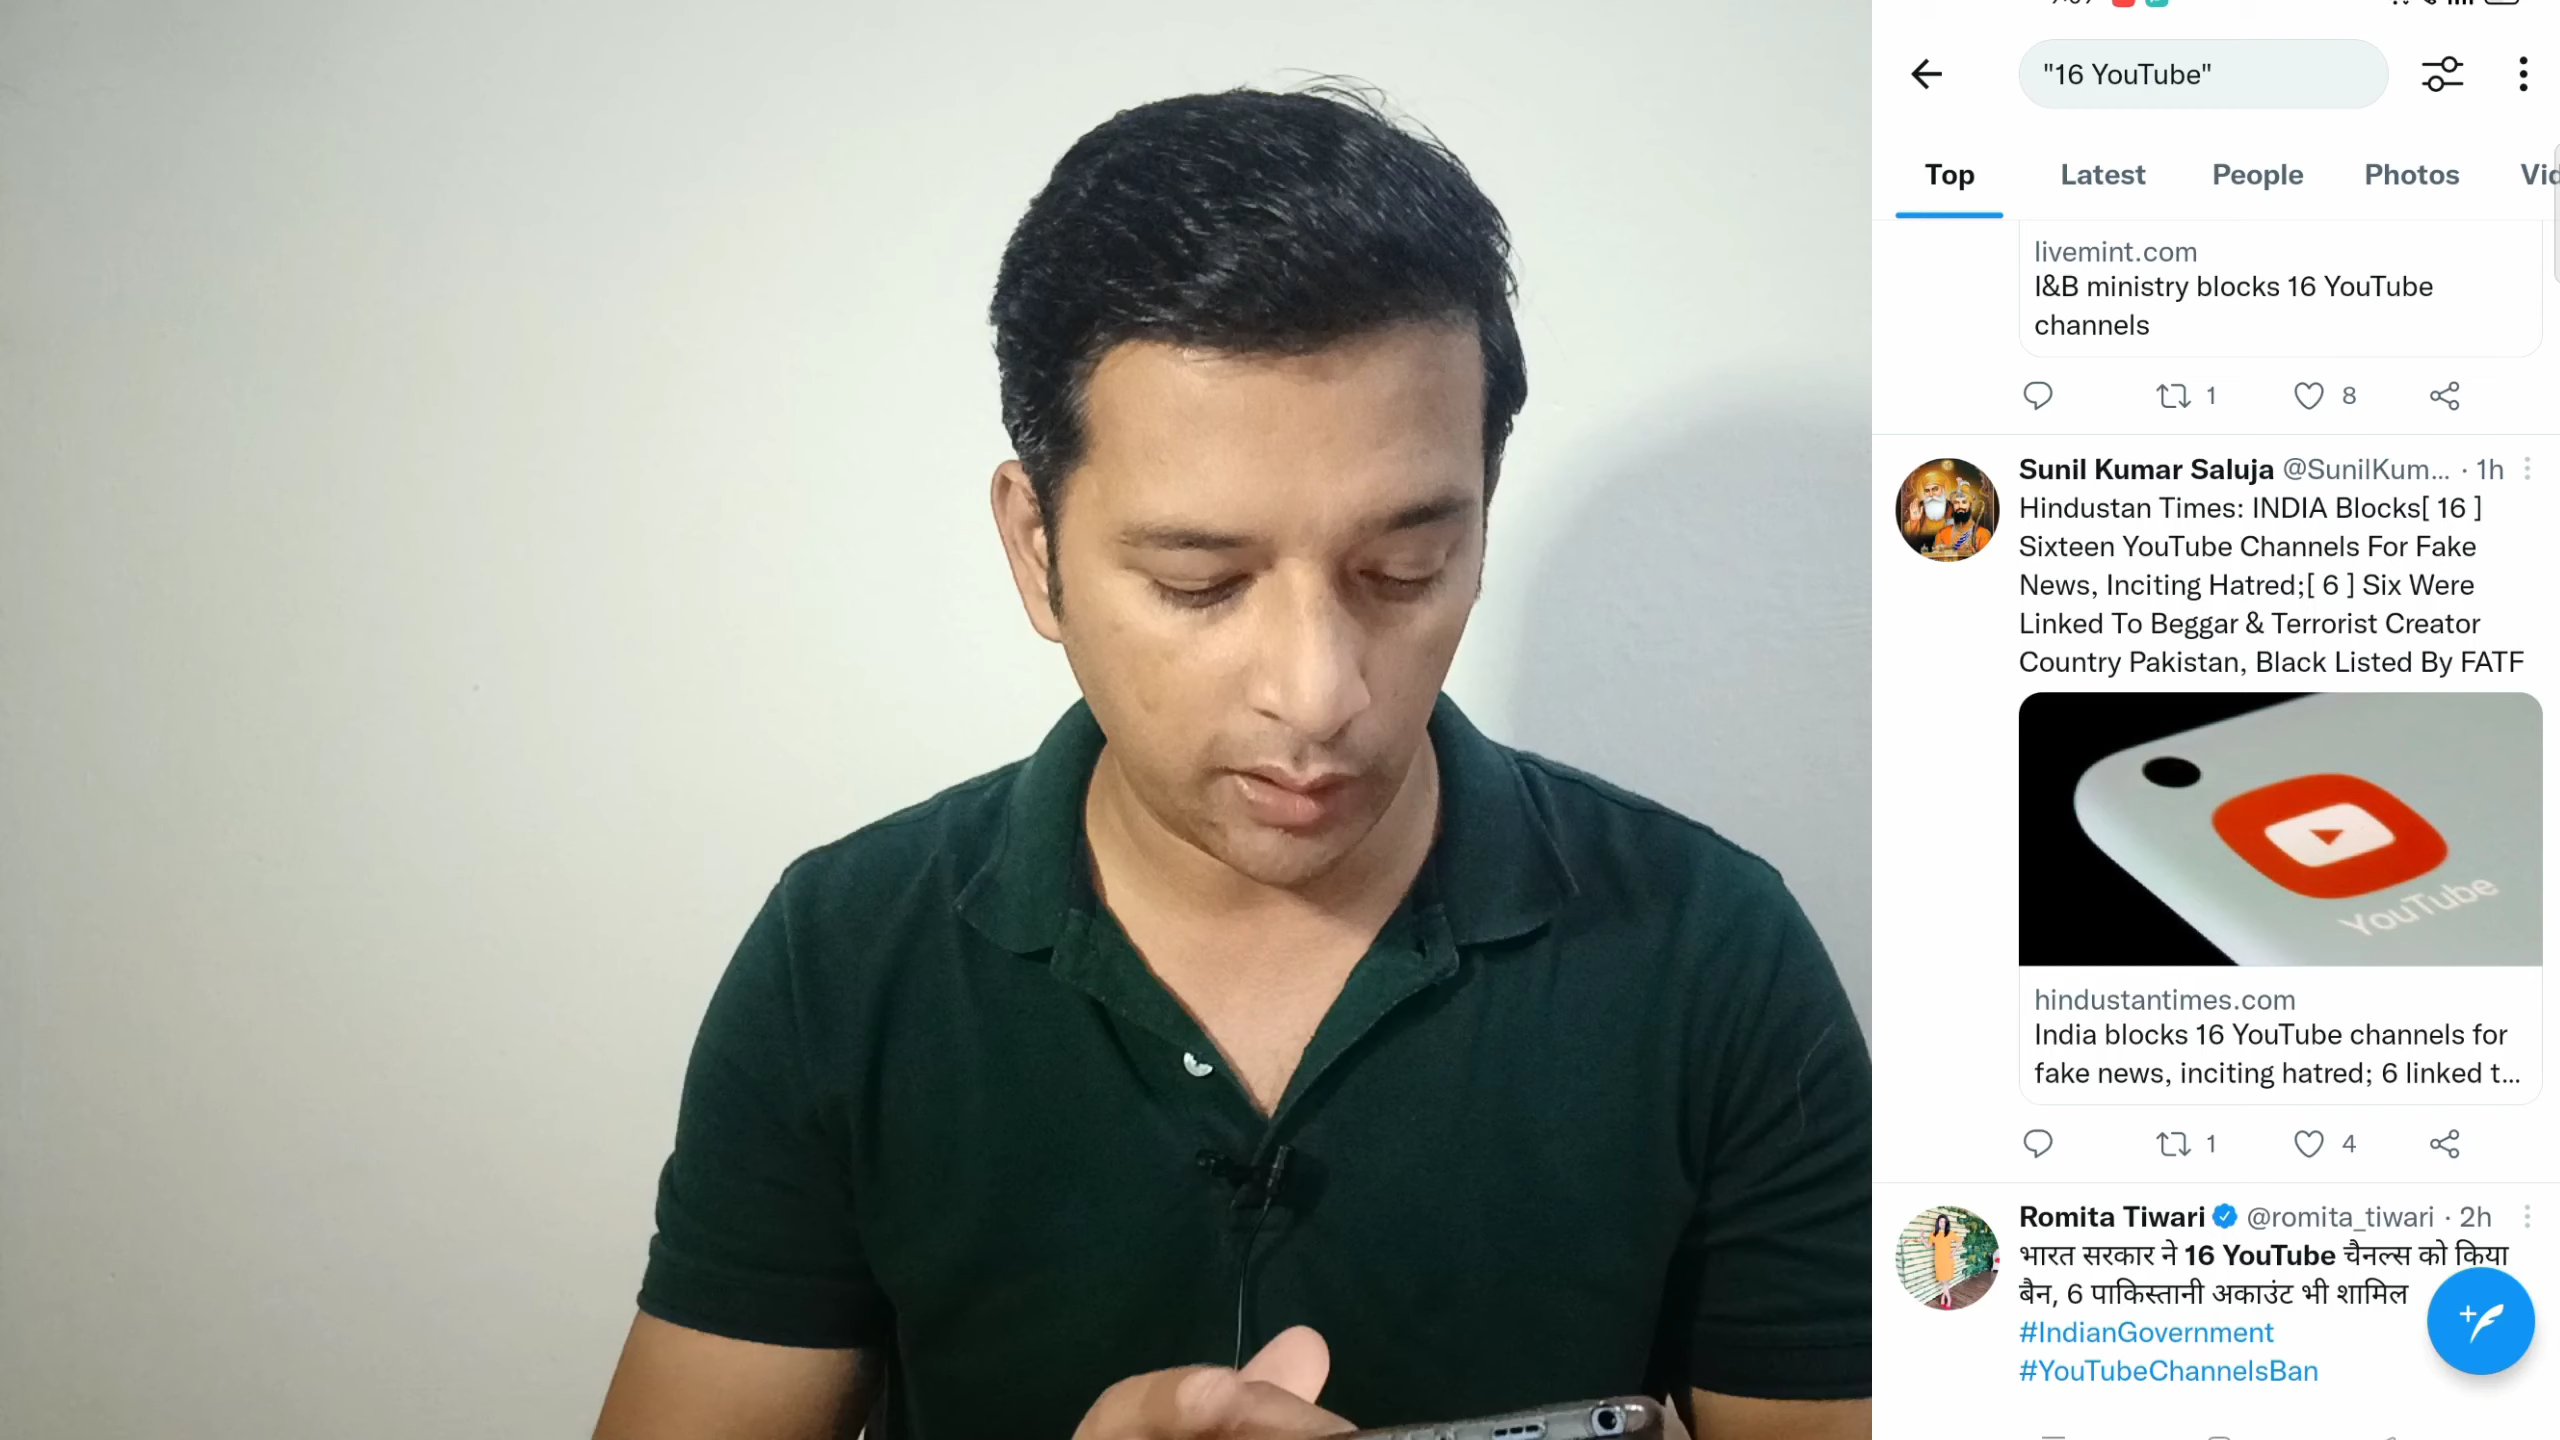 "16 YouTube"
Top Latest People Photos Vid
livemint.com
I&B ministry blocks 16 YouTube
channels
1 8
Sunil Kumar Saluja @SunilKum... · 1h
Hindustan Times: INDIA Blocks[ 16 ]
Sixteen YouTube Channels For Fake
News, Inciting Hatred;[ 6 ] Six Were
Linked To Beggar & Terrorist Creator
Country Pakistan, Black Listed By FATF
YouTube
hindustantimes.com
India blocks 16 YouTube channels for
fake news, inciting hatred; 6 linked t...
1 4
Romita Tiwari @romita_tiwari · 2h
भारत सरकार ने 16 YouTube चैनल्स को किया
बैन, 6 पाकिस्तानी अकाउंट भी शामिल
#IndianGovernment
#YouTubeChannelsBan